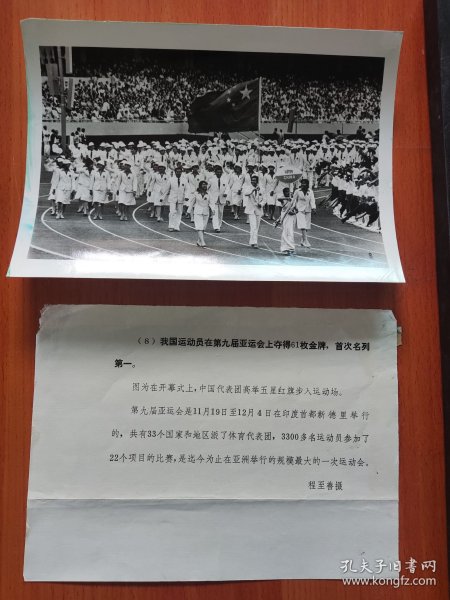 （8）我国运动员在第九届亚运会上夺得61枚金牌，首次名列
第一。
图为在开幕式上，中国代表团高举五星红旗步入运动场。
第九届亚运会是11月19日至12月4日在印度首都新德里举行
的，共有33个国家和地区派了体育代表团，3300多名运动员参加了
22个项目的比赛，是迄今为止在亚洲举行的规模最大的一次运动会。
程至善摄
孔夫子旧书网
www.kongfz.com